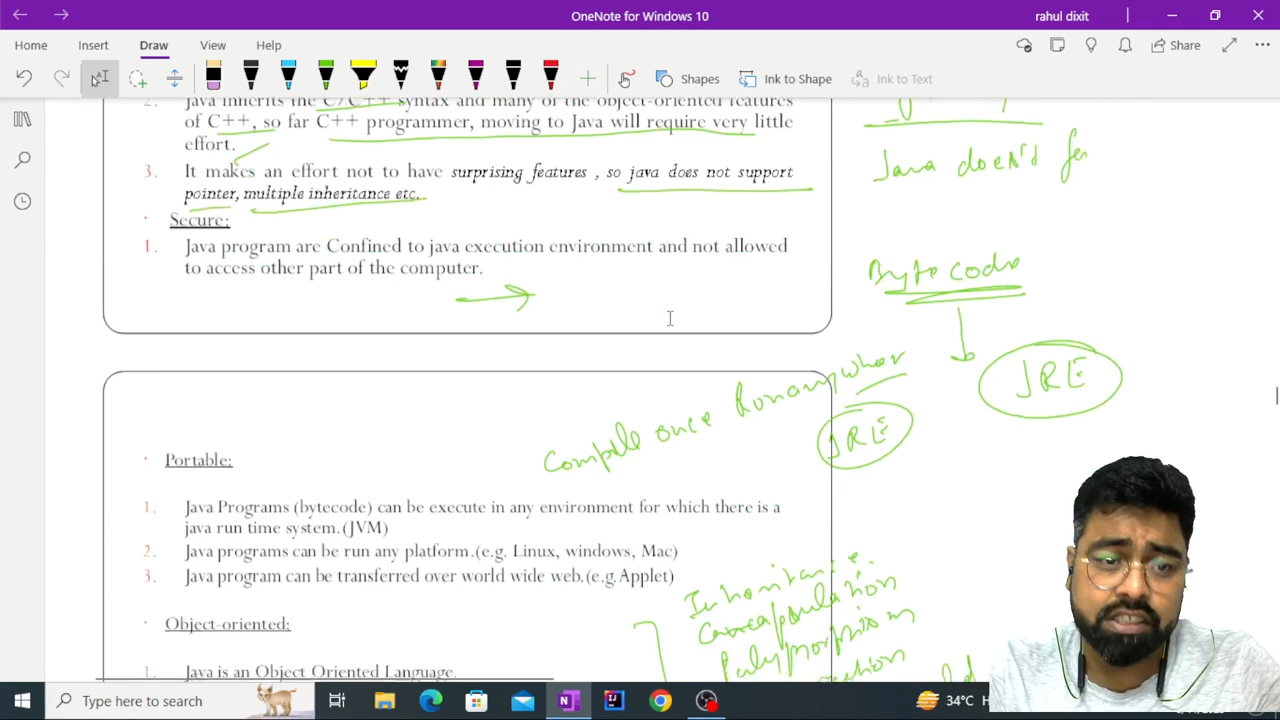 OneNote for Windows 10
rahul dixit
Home
Insert
Draw
View
Help
Share
Shapes
Ink to Shape
Ink to Text
2. Java inherits the C/C++ syntax and many of the object-oriented features
of C++, so far C++ programmer, moving to Java will require very little
effort.
3. It makes an effort not to have surprising features , so java does not support
pointer, multiple inheritance etc.
Java doesn't
· Secure:
1. Java program are Confined to java execution environment and not allowed
to access other part of the computer.
Bytecode
JRE
Compile once Run anywher
JRE
· Portable:
1. Java Programs (bytecode) can be execute in any environment for which there is a
java run time system.(JVM)
2. Java programs can be run any platform.(e.g. Linux, windows, Mac)
3. Java program can be transferred over world wide web.(e.g.Applet)
Inheritance
Polymorphism
· Object-oriented:
1. Java is an Object Oriented Language.
Type here to search
34°C